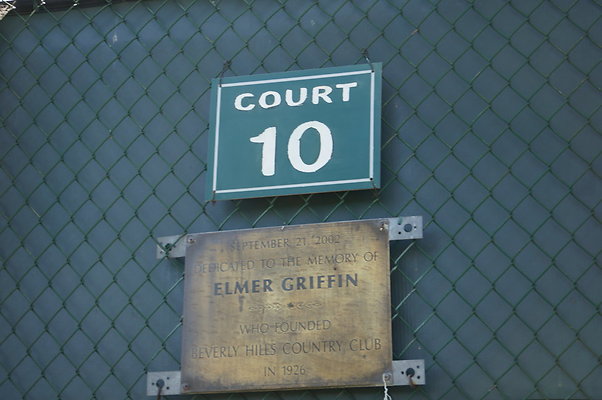 COURT
10
SEPTEMBER 21, 2002
DEDICATED TO THE MEMORY OF
ELMER GRIFFIN
WHO FOUNDED
BEVERLY HILLS COUNTRY CLUB
IN 1926